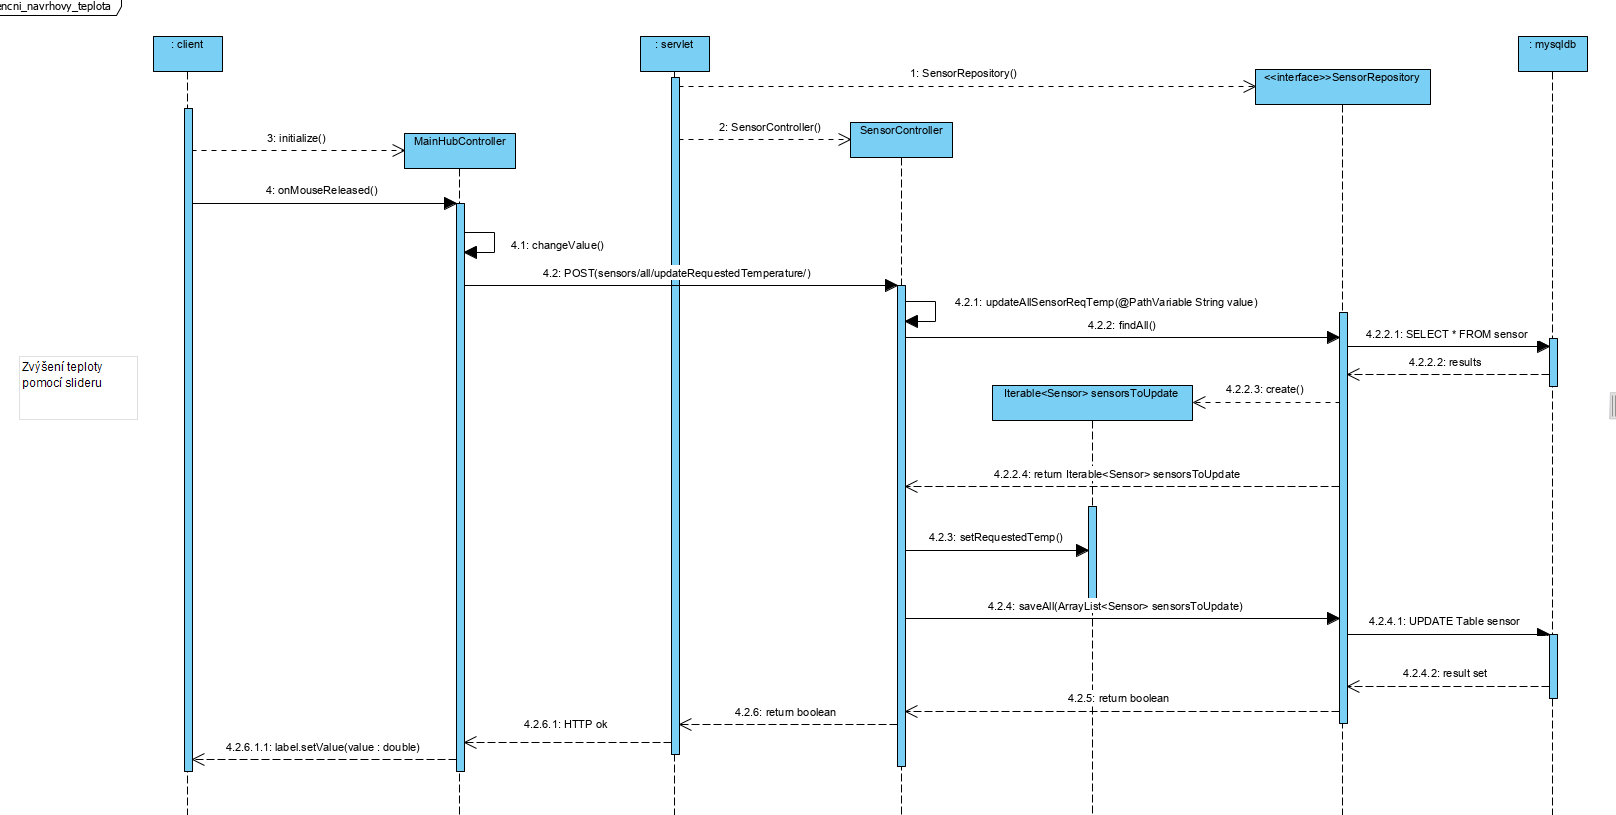 encni_navrhovy_teplota
: client
: servlet
: mysqldb
1: SensorRepository()
<<interface>>SensorRepository
2: SensorController()
SensorController
3: initialize()
MainHubController
4: onMouseReleased()
4.1: changeValue()
4.2: POST(sensors/all/updateRequestedTemperature/)
4.2.1: updateAllSensorReqTemp(@PathVariable String value)
4.2.2: findAll()
4.2.2.1: SELECT * FROM sensor
4.2.2.2: results
Zvýšení teploty
pomocí slideru
4.2.2.3: create()
Iterable<Sensor> sensorsToUpdate
4.2.2.4: return Iterable<Sensor> sensorsToUpdate
4.2.3: setRequestedTemp()
4.2.4: saveAll(ArrayList<Sensor> sensorsToUpdate)
4.2.4.1: UPDATE Table sensor
4.2.4.2: result set
4.2.5: return boolean
4.2.6: return boolean
4.2.6.1: HTTP ok
4.2.6.1.1: label.setValue(value : double)